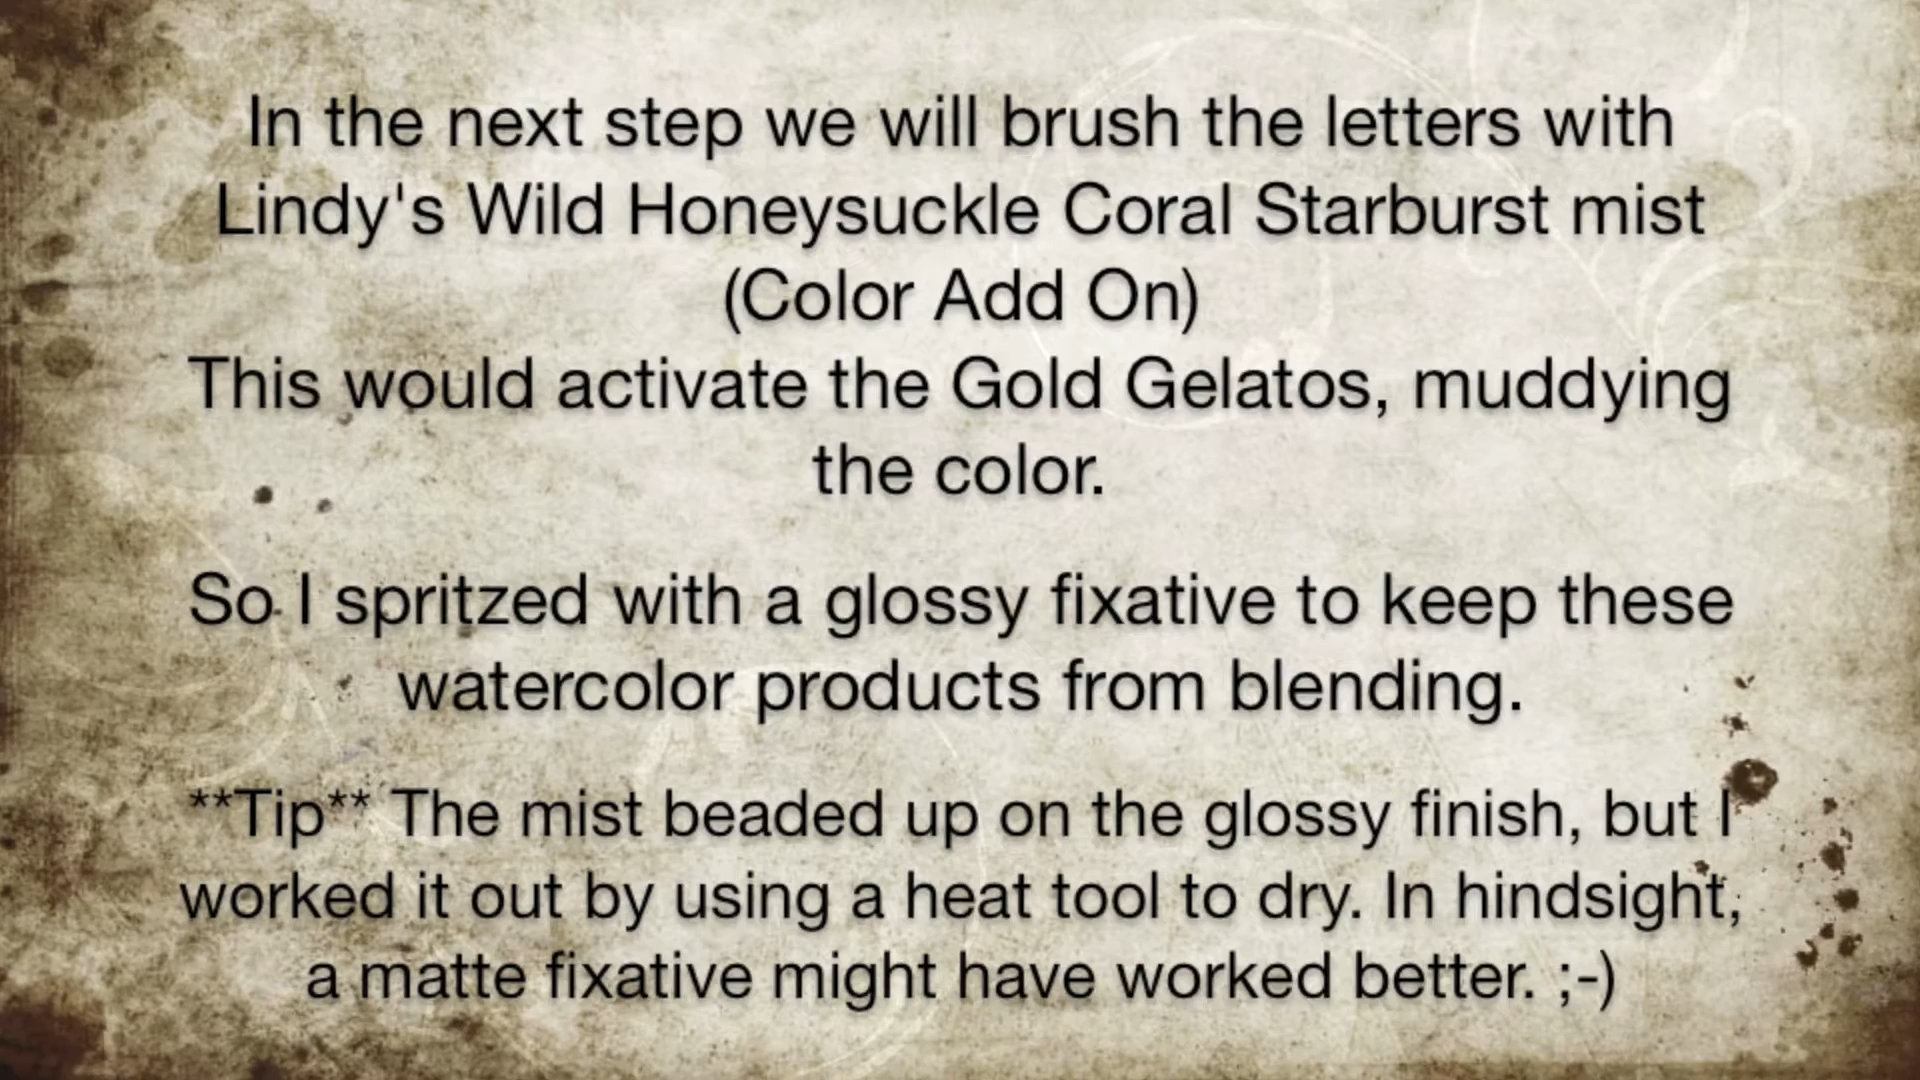 In the next step we will brush the letters with
Lindy's Wild Honeysuckle Coral Starburst mist
(Color Add On)
This would activate the Gold Gelatos, muddying
the color.
So I spritzed with a glossy fixative to keep these
watercolor products from blending.
**Tip** The mist beaded up on the glossy finish, but I
worked it out by using a heat tool to dry. In hindsight,
a matte fixative might have worked better. ;-)